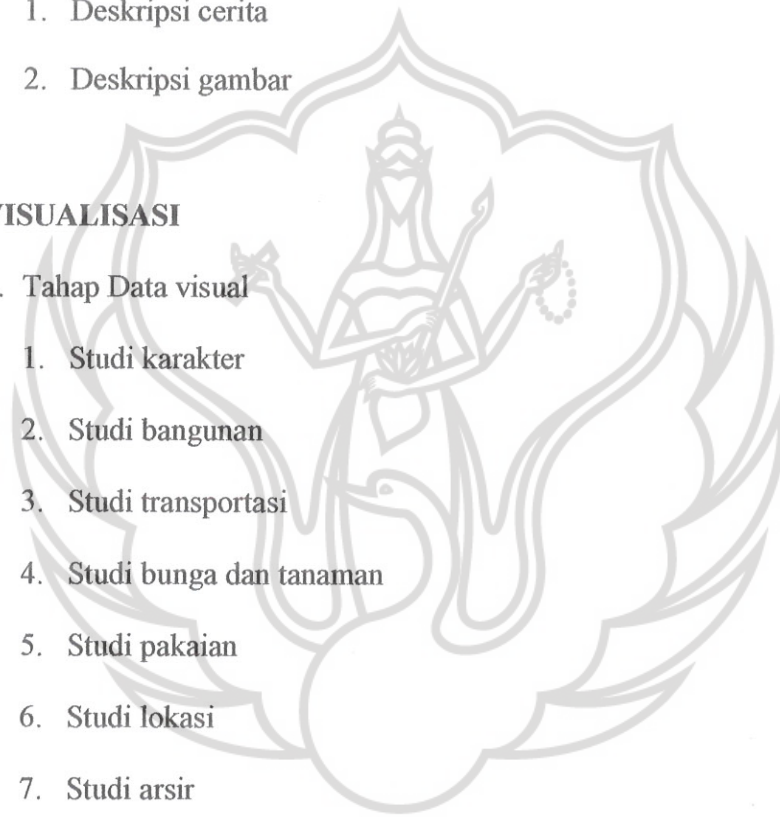 1. Deskripsi cerita
2. Deskripsi gambar
VISUALISASI
. Tahap Data visual
1. Studi karakter
2. Studi bangunan
3. Studi transportasi
4. Studi bunga dan tanaman
5. Studi pakaian
6. Studi lokasi
7. Studi arsir